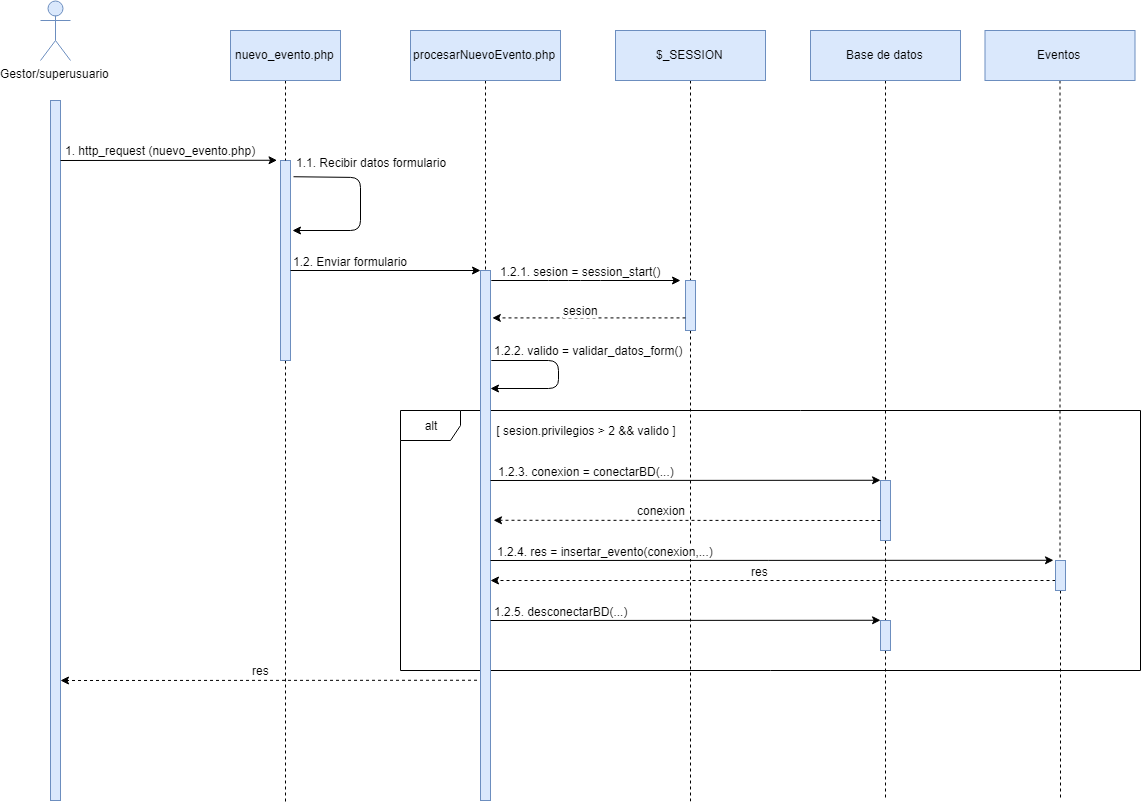 Gestor/superusuario
nuevo_evento.php
procesarNuevoEvento.php
$_SESSION
Base de datos
Eventos
1. http_request (nuevo_evento.php)
1.1. Recibir datos formulario
1.2. Enviar formulario
1.2.1. sesion = session_start()
sesion
1.2.2. valido = validar_datos_form()
alt
[ sesion.privilegios > 2 && valido ]
1.2.3. conexion = conectarBD(...)
conexion
1.2.4. res = insertar_evento(conexion,...)
res
1.2.5. desconectarBD(...)
res